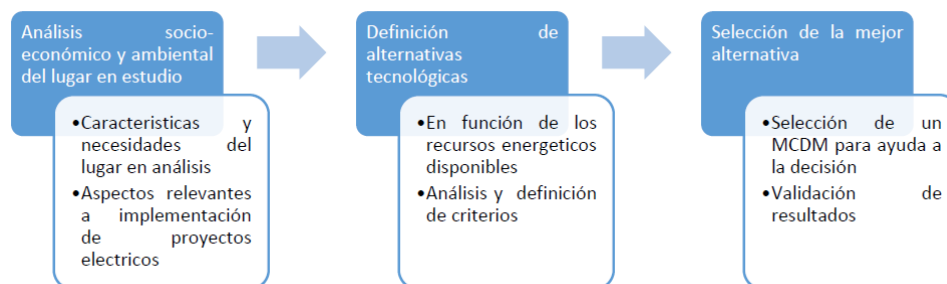 Análisis socio-
económico y ambiental
del lugar en estudio
•Caracteristicas y
necesidades del
lugar en análisis
•Aspectos relevantes
a implementación
de proyectos
electricos
Definición de
alternativas
tecnológicas
•En función de los
recursos energeticos
disponibles
•Análisis y definición
de criterios
Selección de la mejor
alternativa
•Selección de un
MCDM para ayuda a
la decisión
•Validación de
resultados